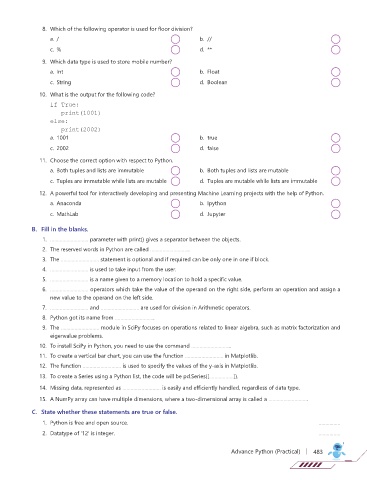 8. Which of the following operator is used for floor division?
a. / b. //
c. % d. **
9. Which data type is used to store mobile number?
a. Int b. Float
c. String d. Boolean
10. What is the output for the following code?
if True:
print(1001)
else:
print(2002)
a. 1001 b. true
c. 2002 d. false
11. Choose the correct option with respect to Python.
a. Both tuples and lists are immutable b. Both tuples and lists are mutable
c. Tuples are immutable while lists are mutable d. Tuples are mutable while lists are immutable
12. A powerful tool for interactively developing and presenting Machine Learning projects with the help of Python.
a. Anaconda b. Ipython
c. MathLab d. Jupyter
B. Fill in the blanks.
1. .................... parameter with print() gives a separator between the objects.
2. The reserved words in Python are called ....................
3. The .................... statement is optional and if required can be only one in one if block.
4. .................... is used to take input from the user.
5. .................... is a name given to a memory location to hold a specific value.
6. .................... operators which take the value of the operand on the right side, perform an operation and assign a
new value to the operand on the left side.
7. .................... and .................... are used for division in Arithmetic operators.
8. Python got its name from ....................
9. The .................... module in SciPy focuses on operations related to linear algebra, such as matrix factorization and
eigenvalue problems.
10. To install SciPy in Python, you need to use the command ....................
11. To create a vertical bar chart, you can use the function .................... in Matplotlib.
12. The function .................... is used to specify the values of the y-axis in Matplotlib.
13. To create a Series using a Python list, the code will be pd.Series([..............]).
14. Missing data, represented as .................... is easily and efficiently handled, regardless of data type.
15. A NumPy array can have multiple dimensions, where a two-dimensional array is called a ....................
C. State whether these statements are true or false.
1. Python is free and open source. ............
2. Datatype of '12' is integer. ............
Advance Python (Practical) | 483